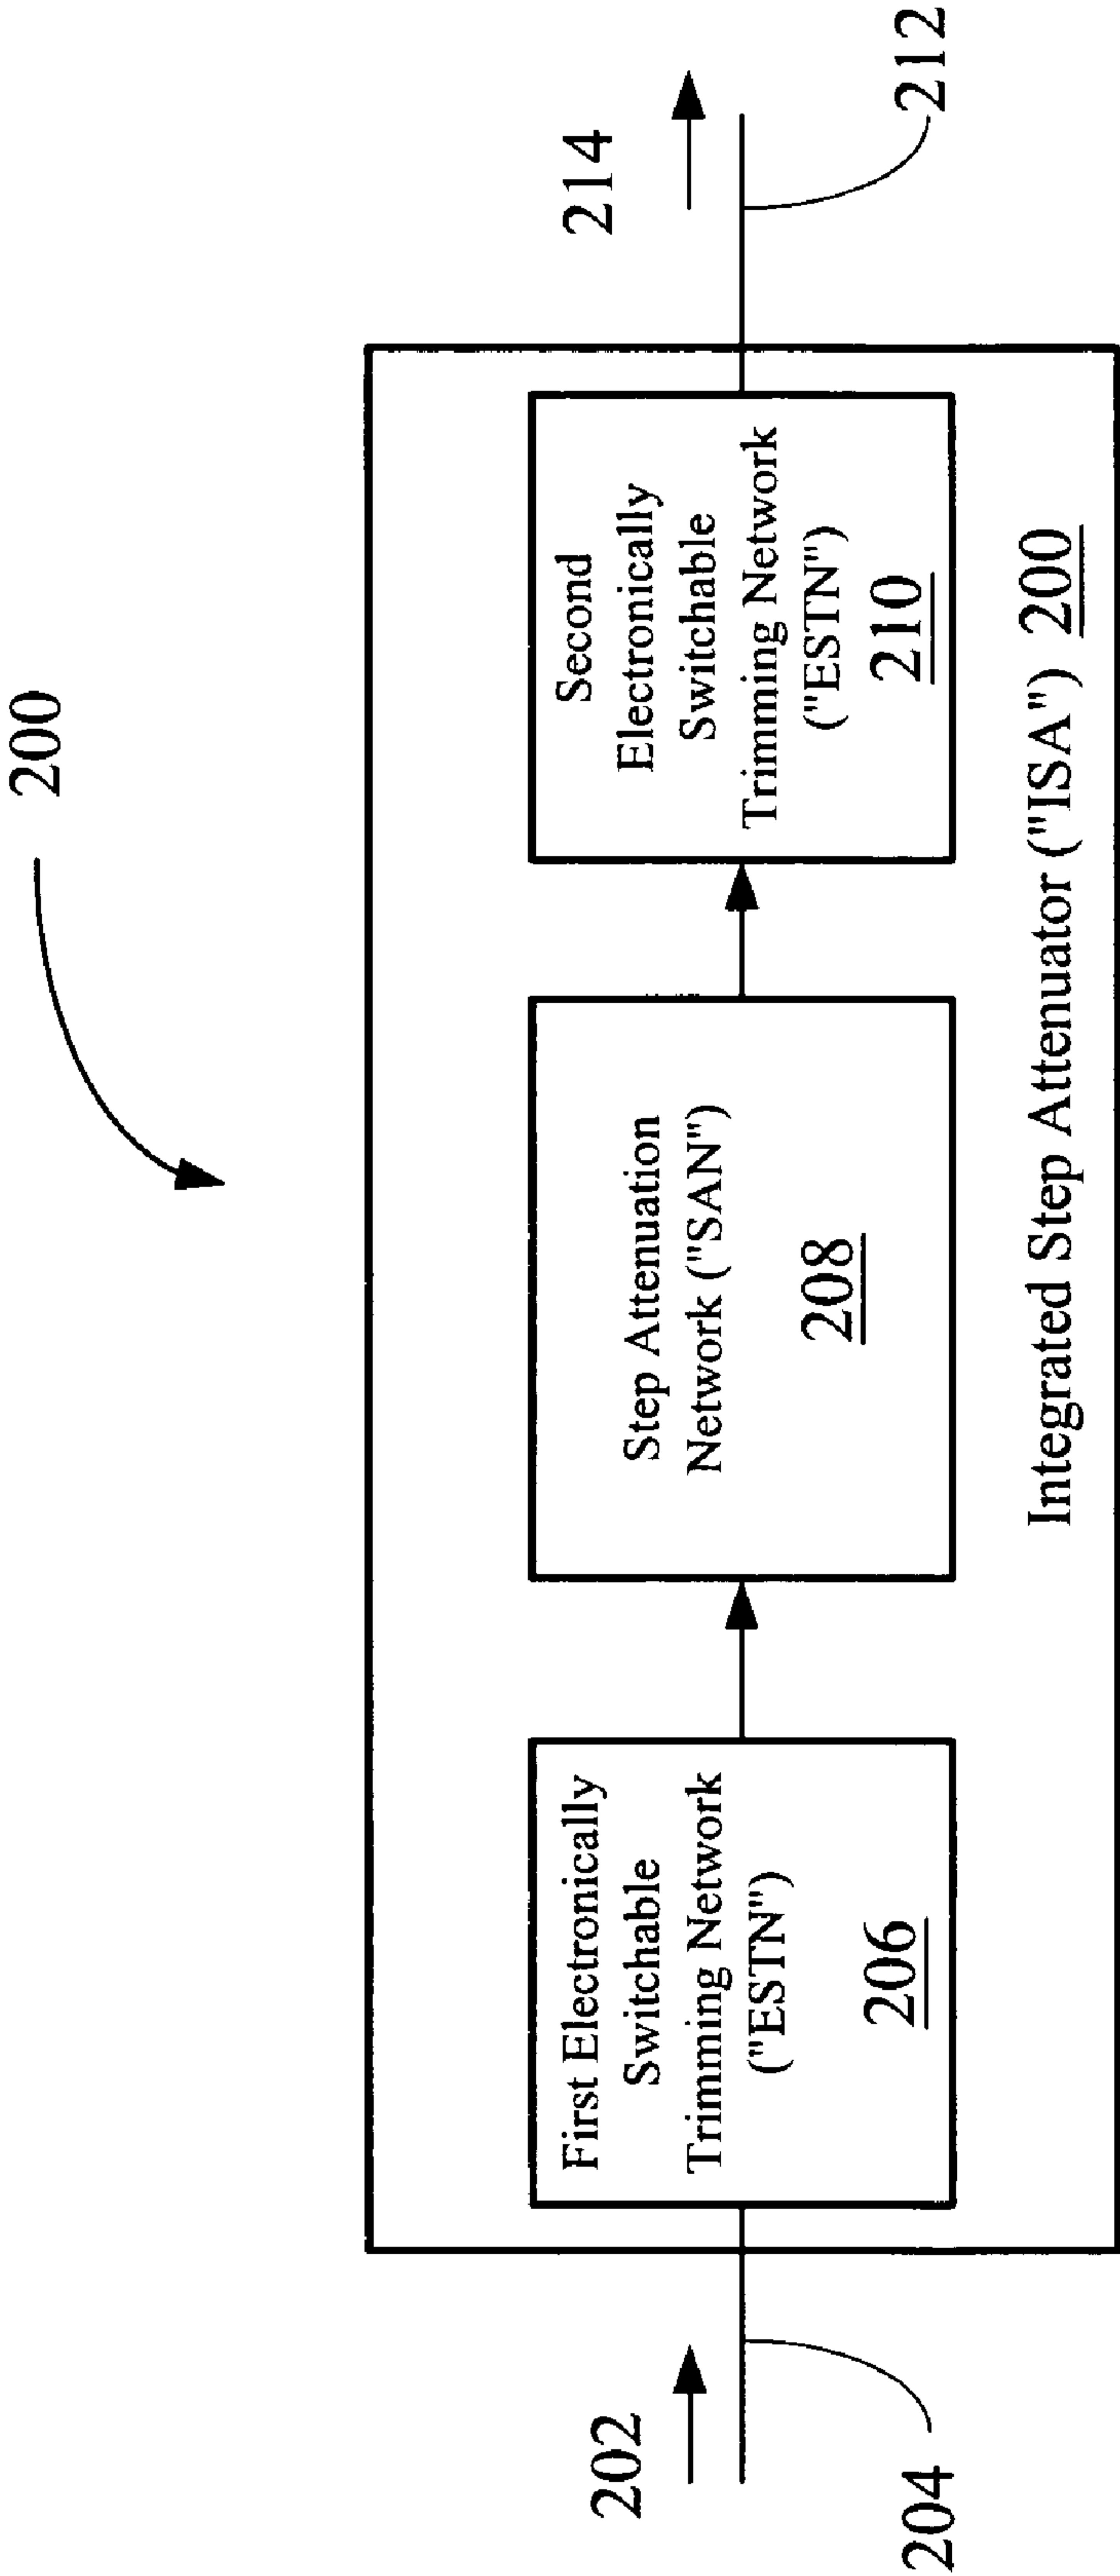 200
202
204
First Electronically
Switchable
Trimming Network
("ESTN")
206
Step Attenuation
Network ("SAN")
208
Second
Electronically
Switchable
Trimming Network
("ESTN")
210
214
212
Integrated Step Attenuator ("ISA") 200